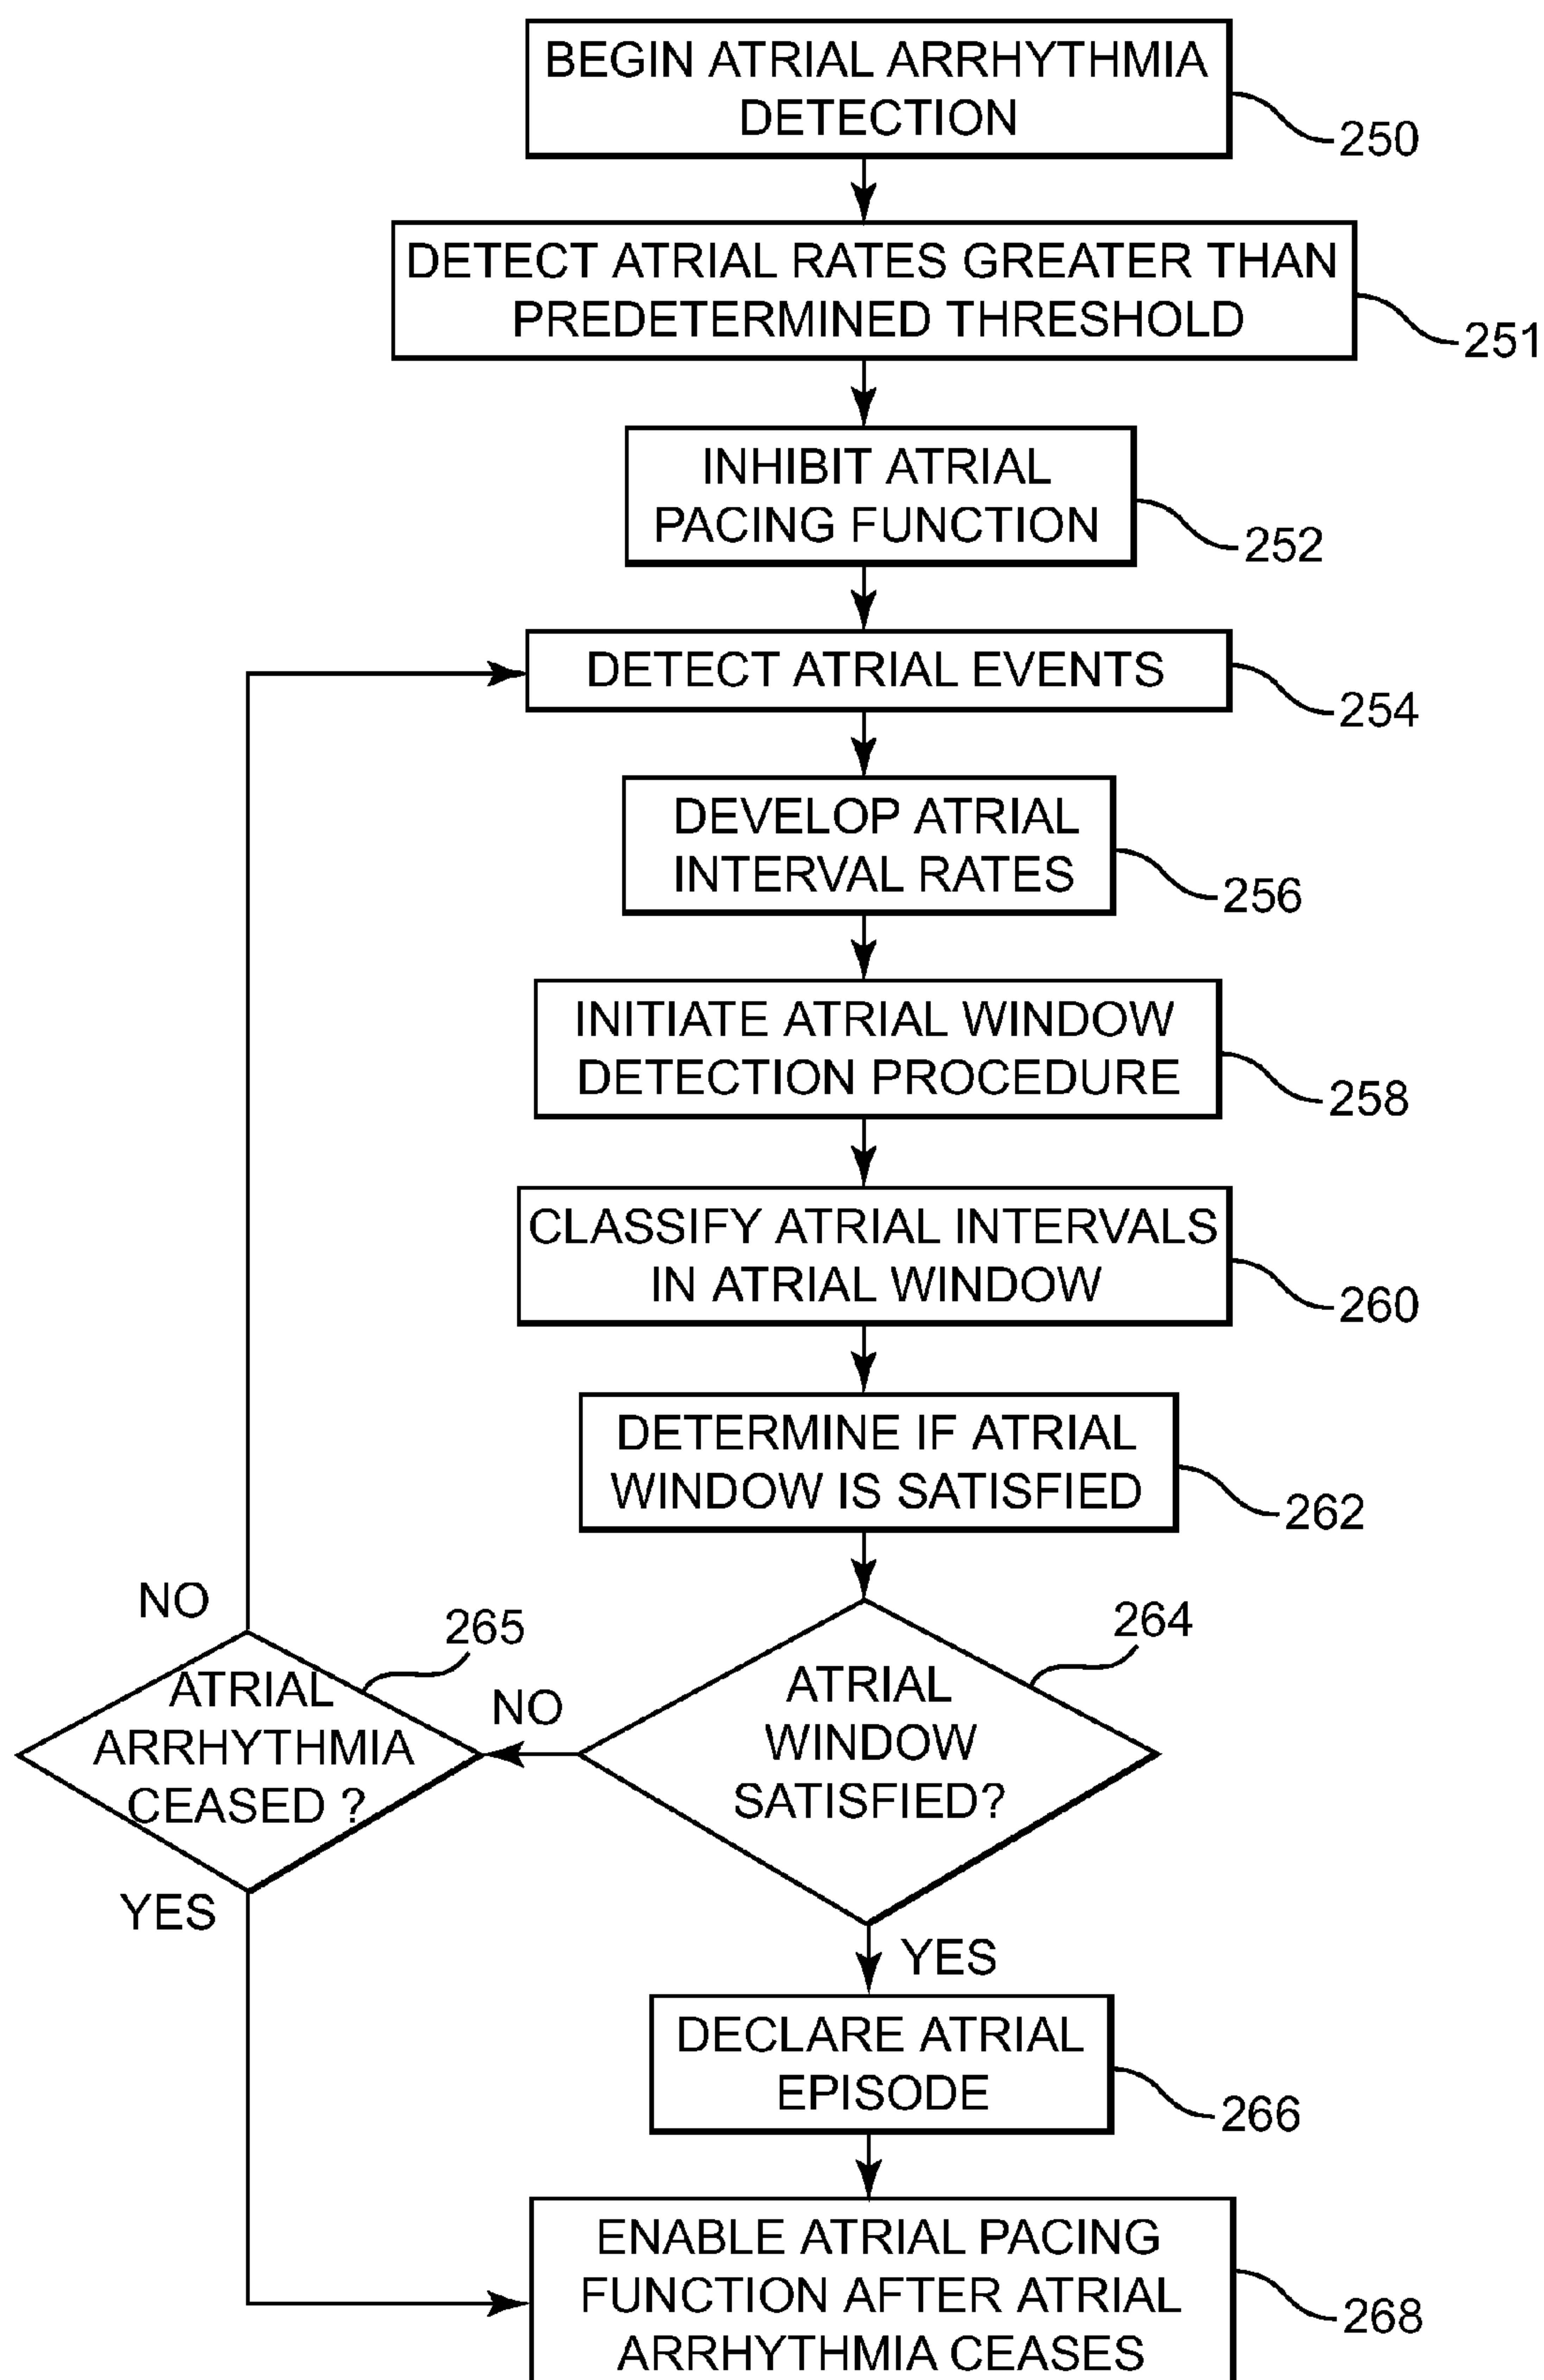 BEGIN ATRIAL ARRHYTHMIA
DETECTION
250
DETECT ATRIAL RATES GREATER THAN
PREDETERMINED THRESHOLD
251
INHIBIT ATRIAL
PACING FUNCTION
252
DETECT ATRIAL EVENTS
254
DEVELOP ATRIAL
INTERVAL RATES
256
INITIATE ATRIAL WINDOW
DETECTION PROCEDURE
258
CLASSIFY ATRIAL INTERVALS
IN ATRIAL WINDOW
260
DETERMINE IF ATRIAL
WINDOW IS SATISFIED
262
264
ATRIAL
WINDOW
SATISFIED?
NO
265
ATRIAL
ARRHYTHMIA
CEASED ?
NO
YES
YES
DECLARE ATRIAL
EPISODE
266
ENABLE ATRIAL PACING
FUNCTION AFTER ATRIAL
ARRHYTHMIA CEASES
268